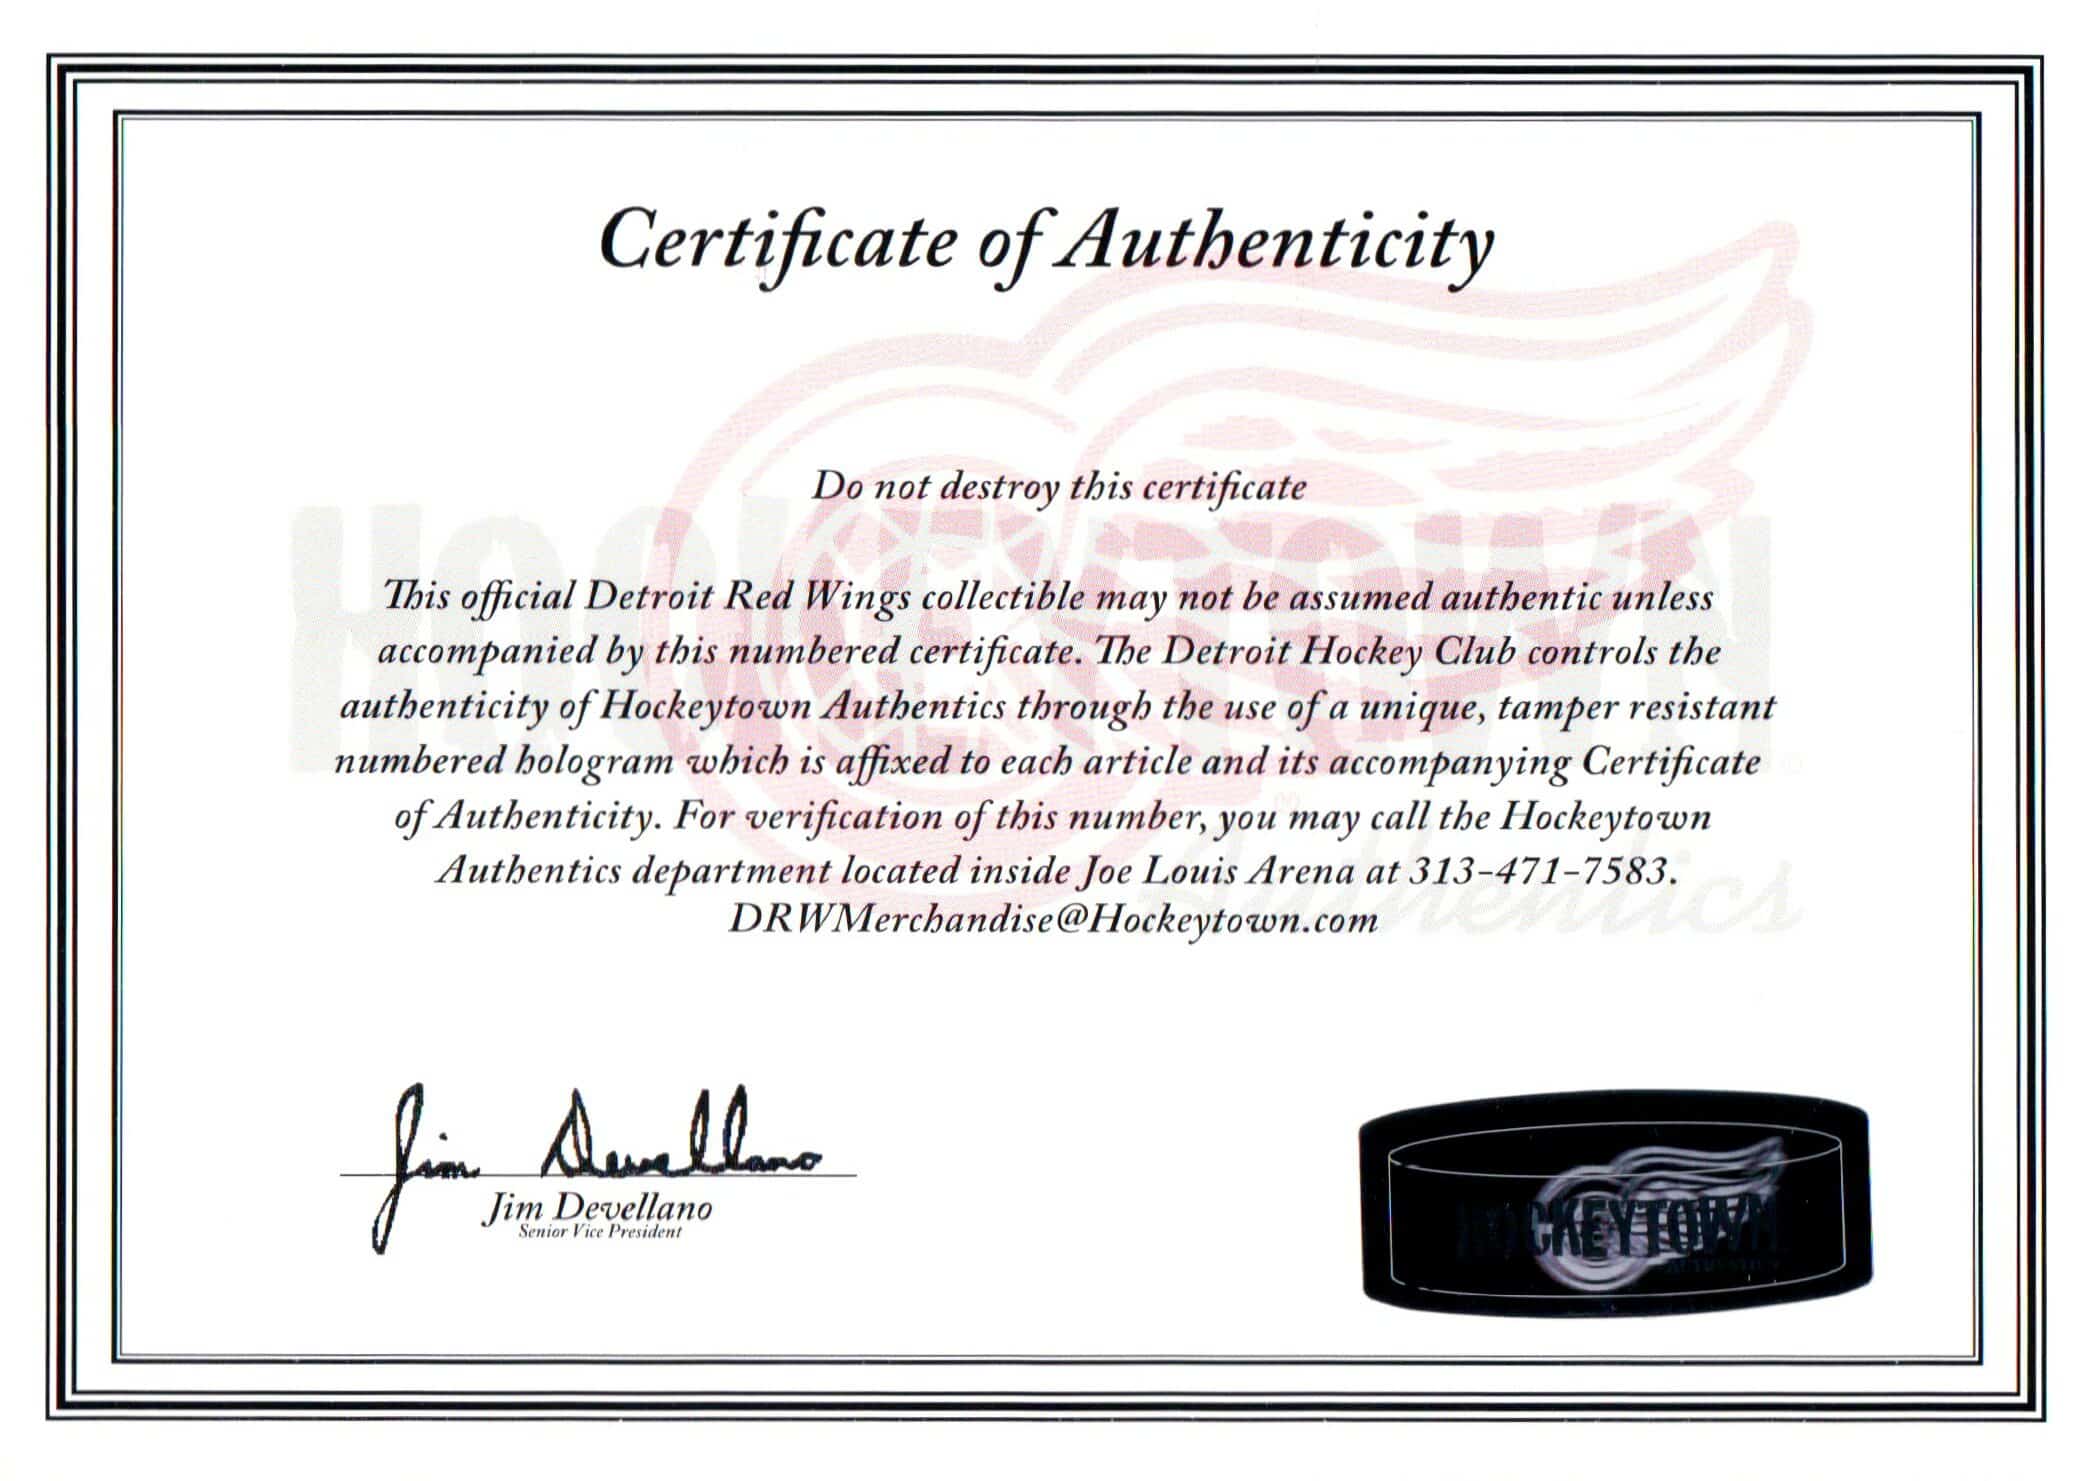 Certificate of Authenticity
Do not destroy this certificate
This official Detroit Red Wings collectible may not be assumed authentic unless
accompanied by this numbered certificate. The Detroit Hockey Club controls the
authenticity of Hockeytown Authentics through the use of a unique, tamper resistant
numbered hologram which is affixed to each article and its accompanying Certificate
of Authenticity. For verification of this number, you may call the Hockeytown
Authentics department located inside Joe Louis Arena at 313-471-7583.
DRWMerchandise@Hockeytown.com
HOCKEYTOWN
Authentics
Jim Devellano
Jim Devellano
Senior Vice President
HOCKEYTOWN
AUTHENTICS